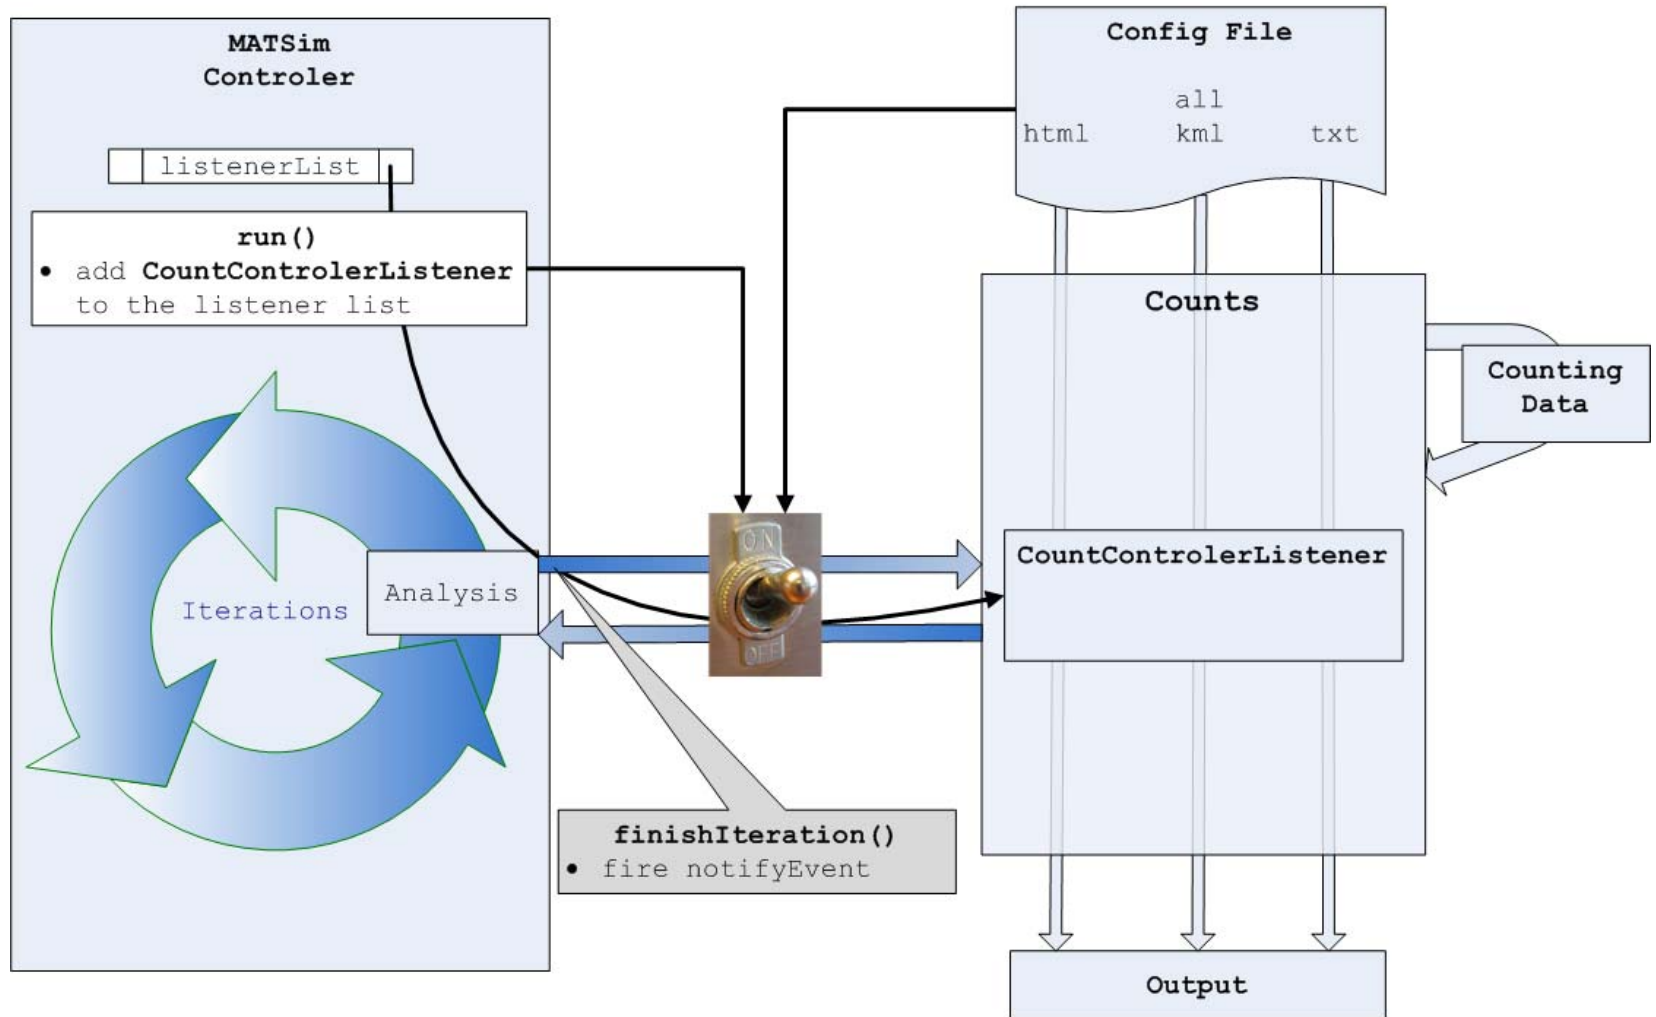 MATSim
Controler
listenerList
run()
• add CountControlerListener
to the listener list
Iterations
Analysis
finishIteration()
• fire notifyEvent
ON
OFF
Config File
all
html kml txt
Counts
Counting
Data
CountControlerListener
Output